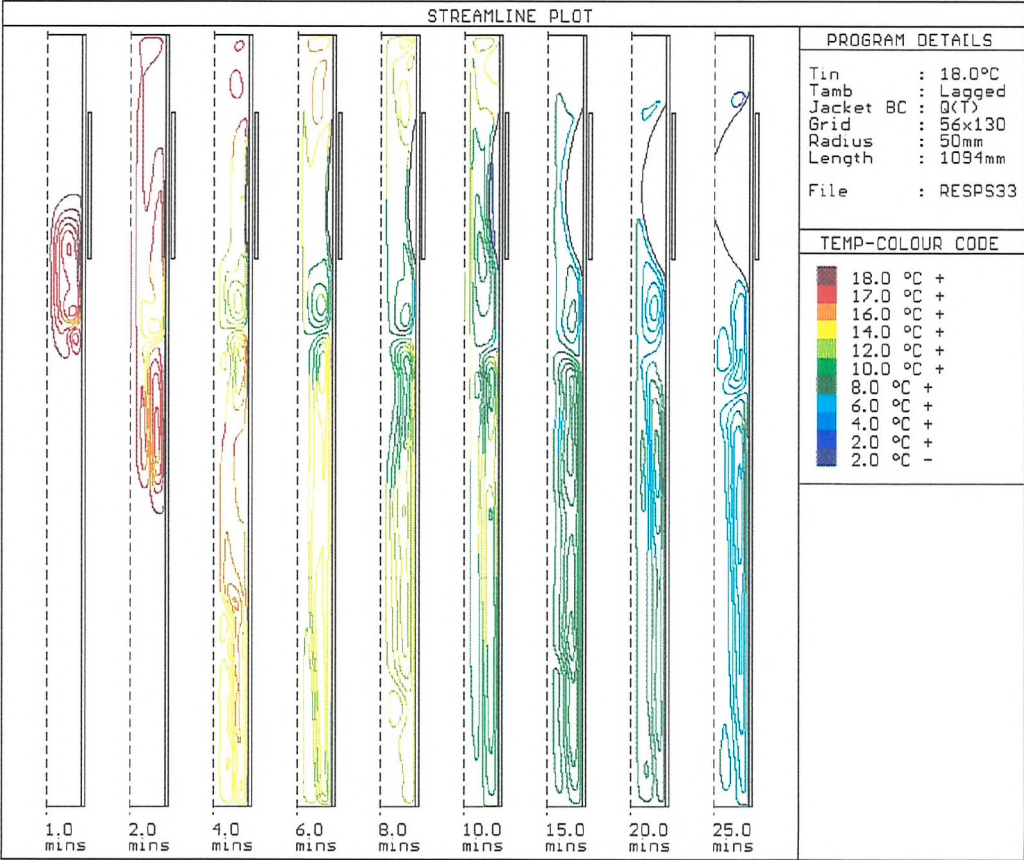 STREAMLINE PLOT
PROGRAM DETAILS
Tin : 18.0°C
Tamb : Lagged
Jacket BC : Q(T)
Grid : 56x130
Radius : 50mm
Length : 1094mm
File : RESPS33
TEMP-COLOUR CODE
18.0 °C +
17.0 °C +
16.0 °C +
14.0 °C +
12.0 °C +
10.0 °C +
8.0 °C +
6.0 °C +
4.0 °C +
2.0 °C +
2.0 °C -
1.0 2.0 4.0 6.0 8.0 10.0 15.0 20.0 25.0
mins mins mins mins mins mins mins mins mins